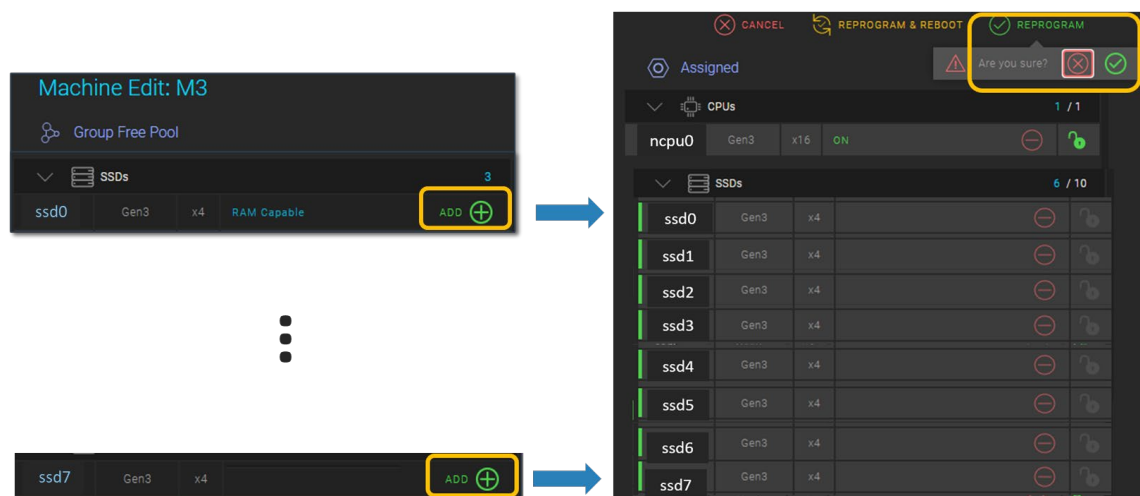 Machine Edit: M3
Group Free Pool
SSDs 3
ssd0 Gen3 x4 RAM Capable ADD
ssd7 Gen3 x4 ADD
CANCEL REPROGRAM & REBOOT REPROGRAM
Are you sure?
Assigned
CPUs 1 / 1
ncpu0 Gen3 x16 ON
SSDs 6 / 10
ssd0 Gen3 x4
ssd1 Gen3 x4
ssd2 Gen3 x4
ssd3 Gen3 x4
ssd4 Gen3 x4
ssd5 Gen3 x4
ssd6 Gen3 x4
ssd7 Gen3 x4